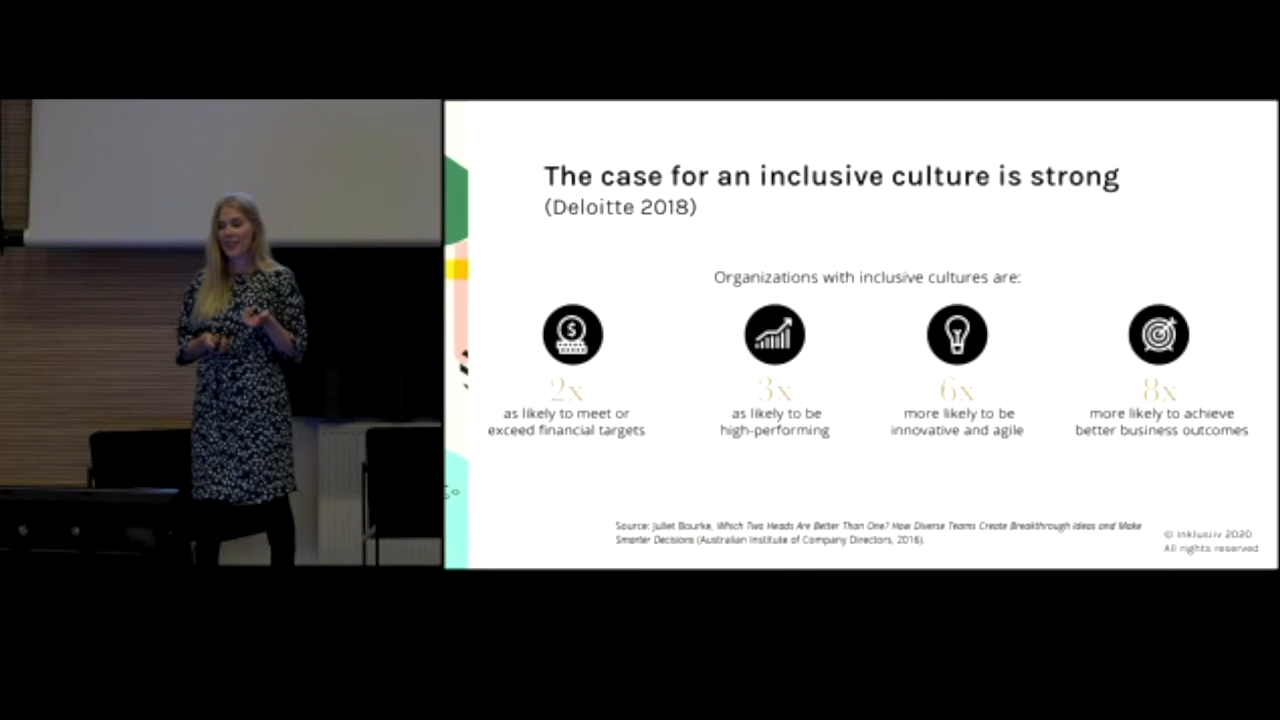 The case for an inclusive culture is strong
(Deloitte 2018)
Organizations with inclusive cultures are:
2x
as likely to meet or
exceed financial targets
3x
as likely to be
high-performing
6x
more likely to be
innovative and agile
8x
more likely to achieve
better business outcomes
Source: Juliet Bourke, Which Two Heads Are Better Than One? How Diverse Teams Create Breakthrough Ideas and Make
Smarter Decisions (Australian Institute of Company Directors, 2016).
© Inklusiiv 2020
All rights reserved